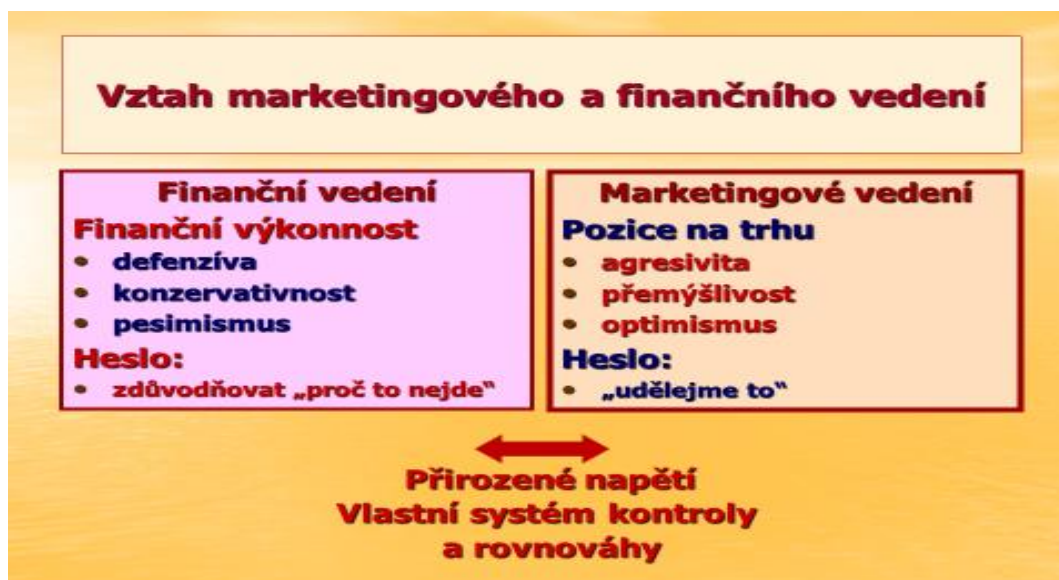 Vztah marketingového a finančního vedení
Finanční vedení
Finanční výkonnost
• defenzíva
• konzervativnost
• pesimismus
Heslo:
• zdůvodňovat „proč to nejde“
Marketingové vedení
Pozice na trhu
• agresivita
• přemýšlivost
• optimismus
Heslo:
• „udělejme to“
Přirozené napětí
Vlastní systém kontroly
a rovnováhy